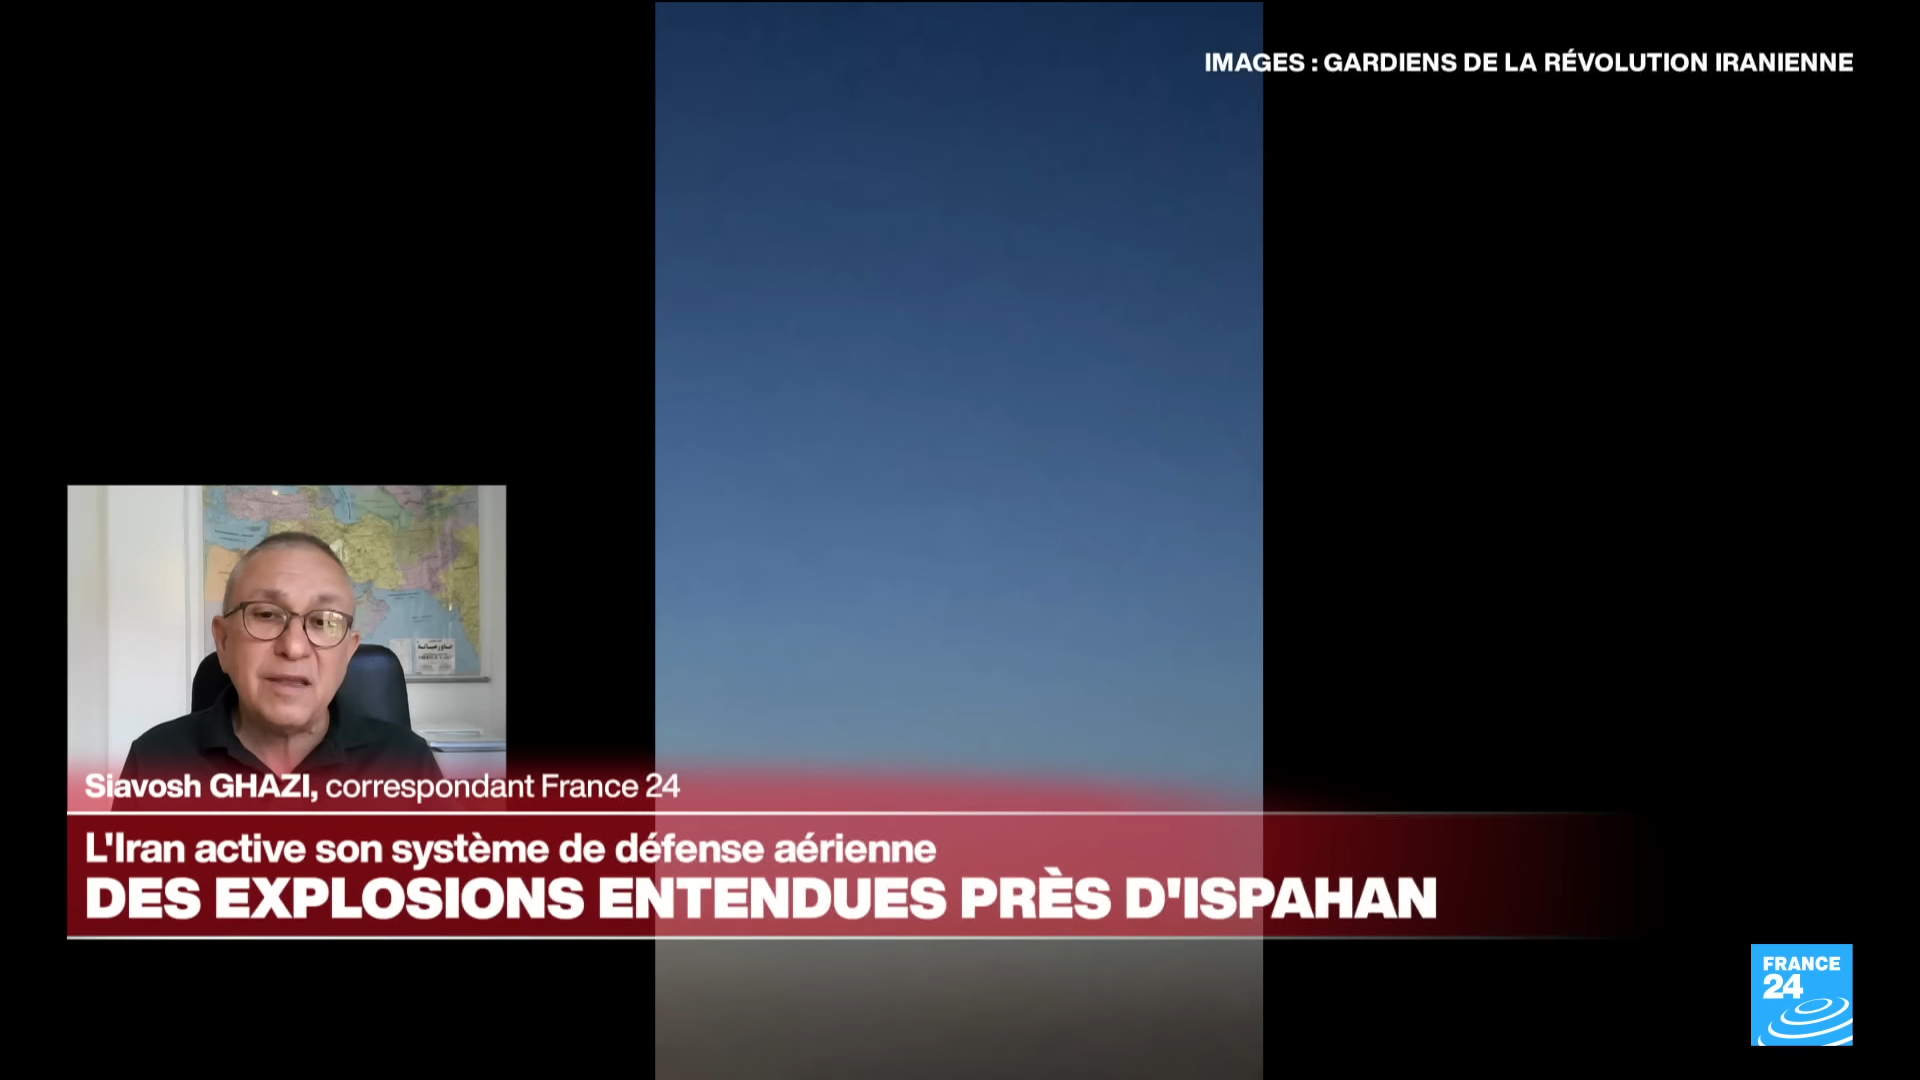 IMAGES : GARDIENS DE LA RÉVOLUTION IRANIENNE
Siavosh GHAZI, correspondant France 24
L'Iran active son système de défense aérienne
DES EXPLOSIONS ENTENDUES PRÈS D'ISPAHAN
FRANCE
24